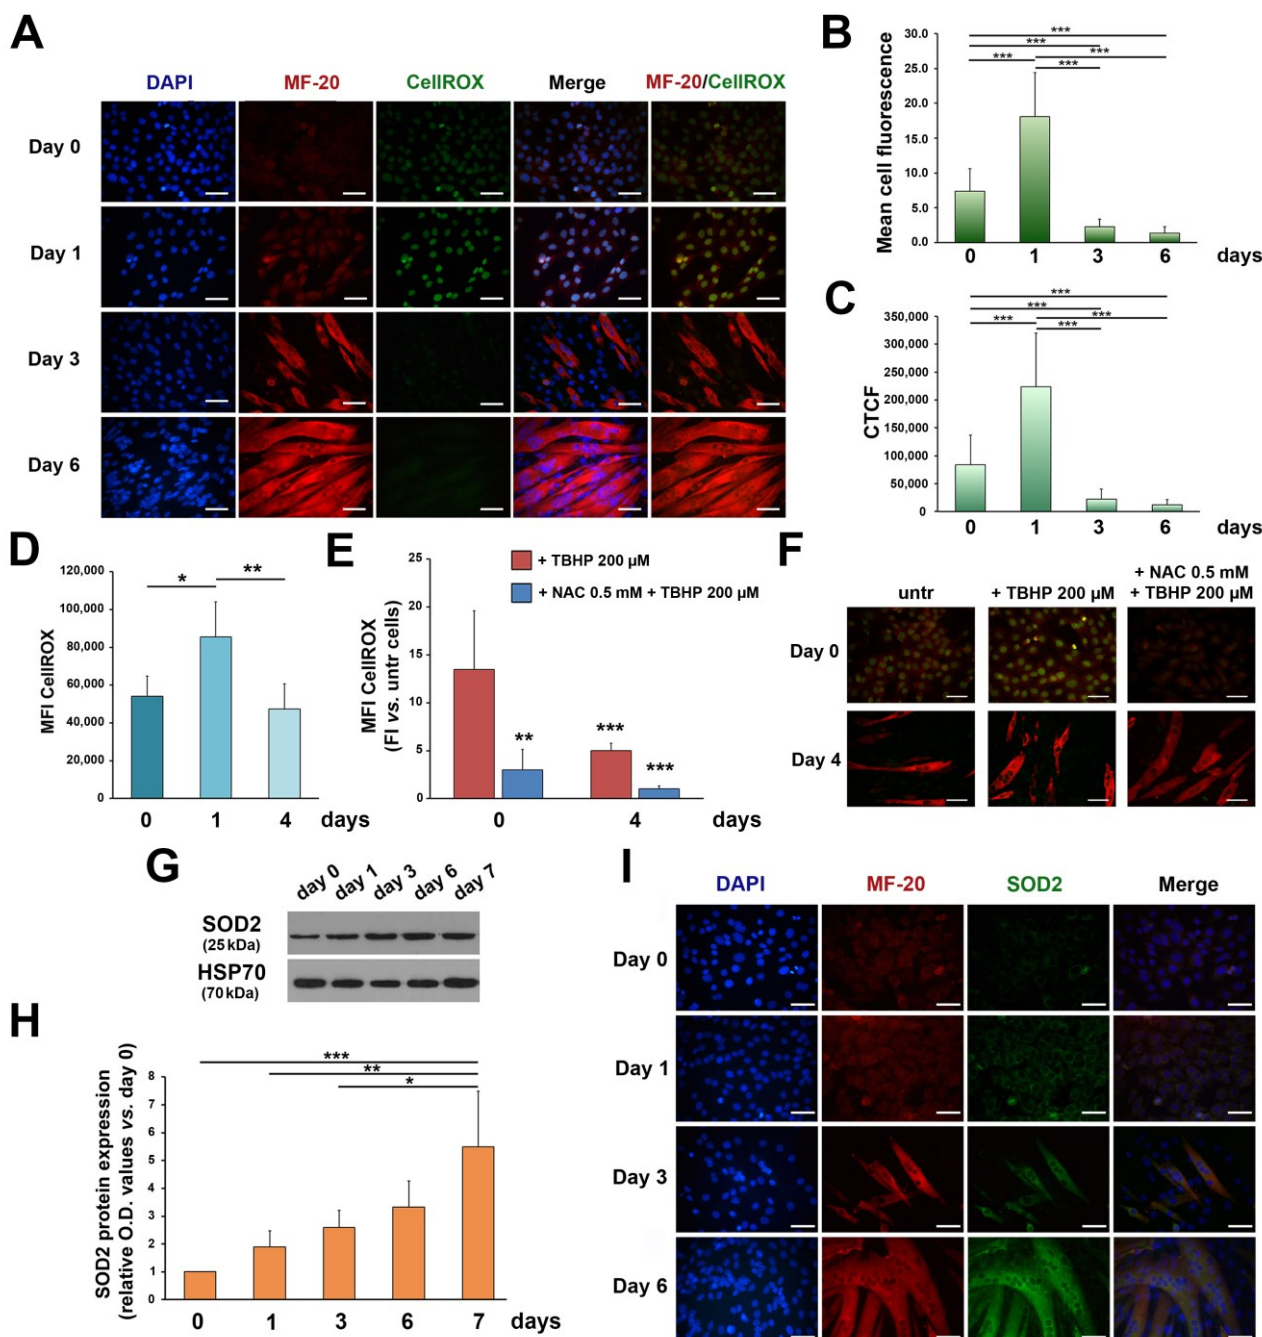 A
DAPI MF-20 CellROX Merge MF-20/CellROX
Day 0
Day 1
Day 3
Day 6
B
Mean cell fluorescence
30.0
25.0
20.0
15.0
10.0
5.0
0.0
***
***
*** ***
***
0 1 3 6 days
C
CTCF
350,000
300,000
250,000
200,000
150,000
100,000
50,000
0
***
***
*** ***
***
0 1 3 6 days
D
MFI CellROX
120,000
100,000
80,000
60,000
40,000
20,000
0
* **
0 1 4 days
E
MFI CellROX
(FI vs. untr cells)
25
20
15
10
5
0
+ TBHP 200 µM
+ NAC 0.5 mM + TBHP 200 µM
** *** ***
0 4 days
F
untr
+ TBHP 200 µM
+ NAC 0.5 mM
+ TBHP 200 µM
Day 0
Day 4
G
day 0 day 1 day 3 day 6 day 7
SOD2
(25 kDa)
HSP70
(70 kDa)
H
SOD2 protein expression
(relative O.D. values vs. day 0)
8
7
6
5
4
3
2
1
0
***
**
*
0 1 3 6 7 days
I
DAPI MF-20 SOD2 Merge
Day 0
Day 1
Day 3
Day 6